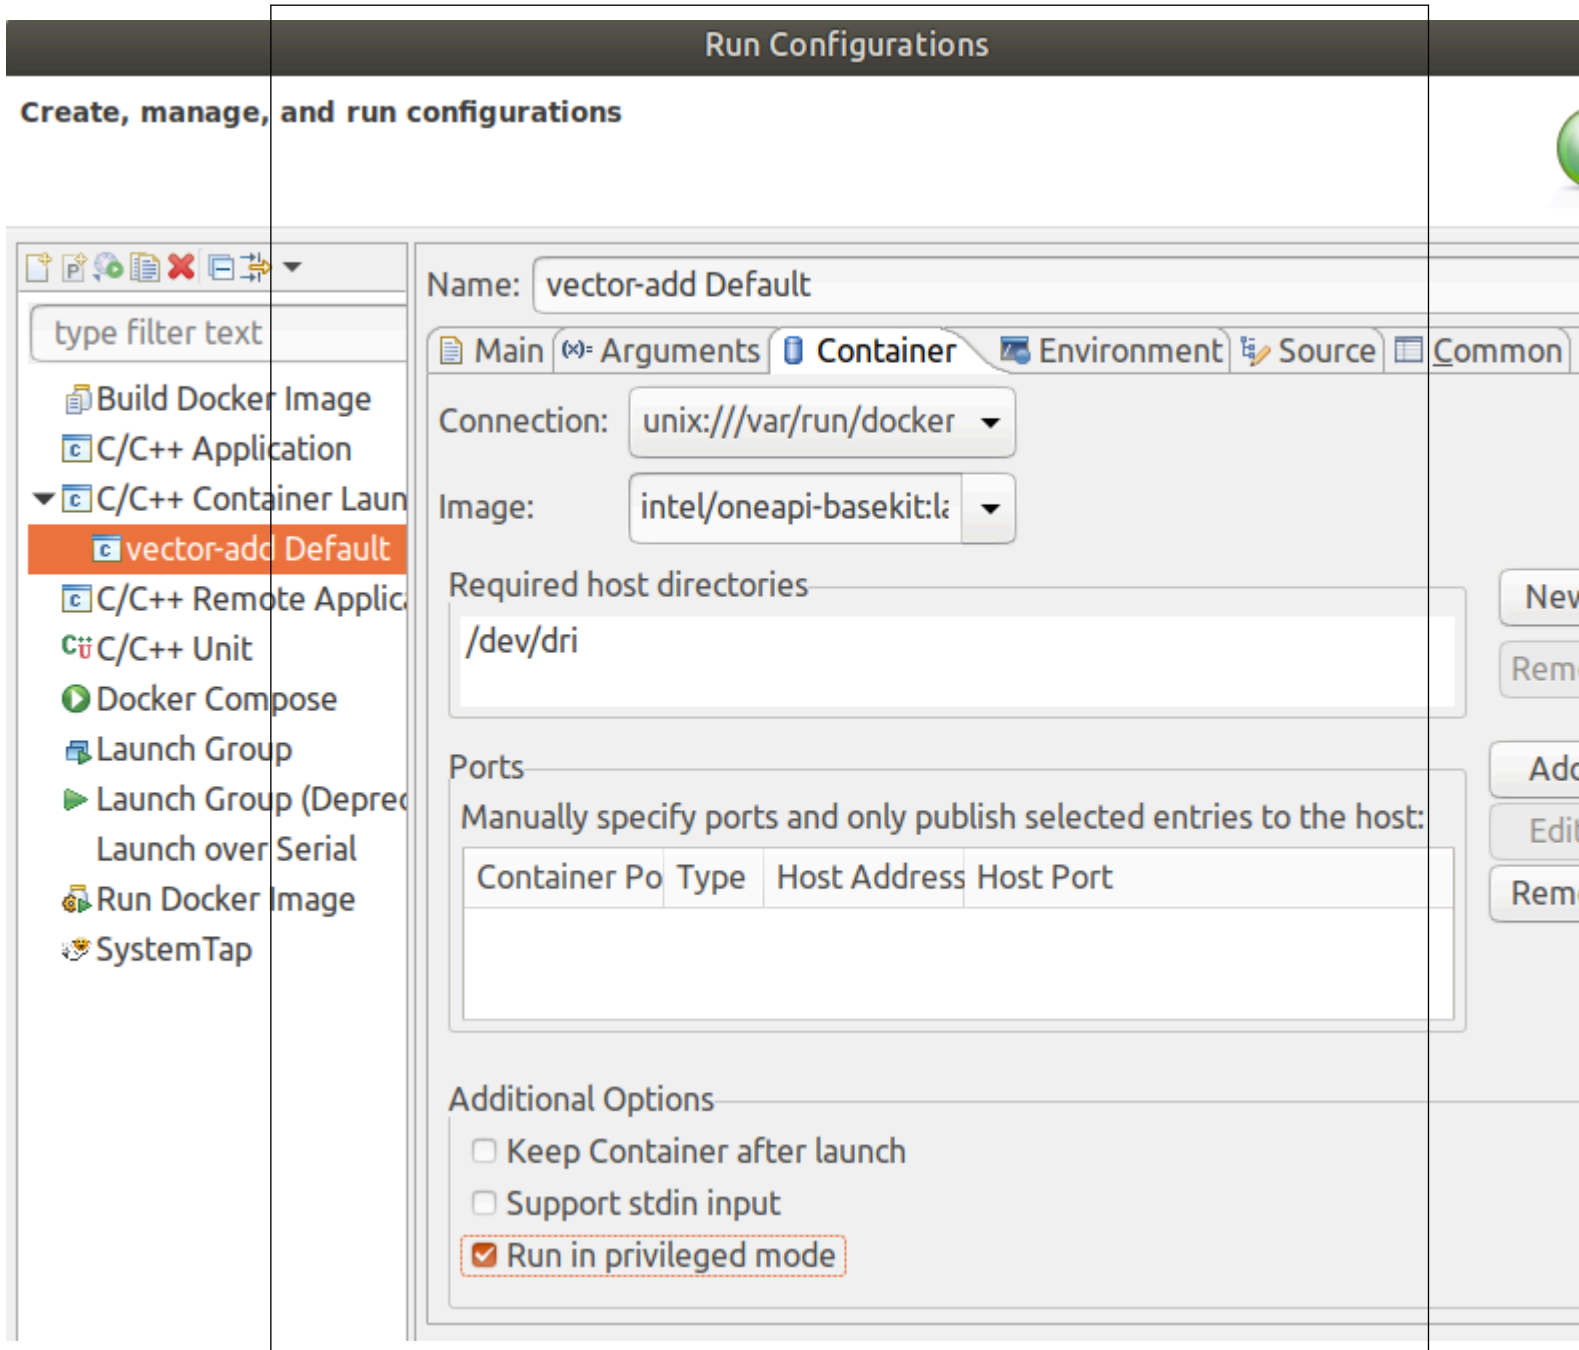 Run Configurations
Create, manage, and run configurations
type filter text
Build Docker Image
C/C++ Application
C/C++ Container Laun
vector-add Default
C/C++ Remote Applic
C/C++ Unit
Docker Compose
Launch Group
Launch Group (Deprec
Launch over Serial
Run Docker Image
SystemTap
Name: vector-add Default
Main Arguments Container Environment Source Common
Connection: unix:///var/run/docker
Image: intel/oneapi-basekit:la
Required host directories
/dev/dri
New
Remo
Ports
Manually specify ports and only publish selected entries to the host:
Container Po Type Host Address Host Port
Add
Edit
Remo
Additional Options
Keep Container after launch
Support stdin input
Run in privileged mode